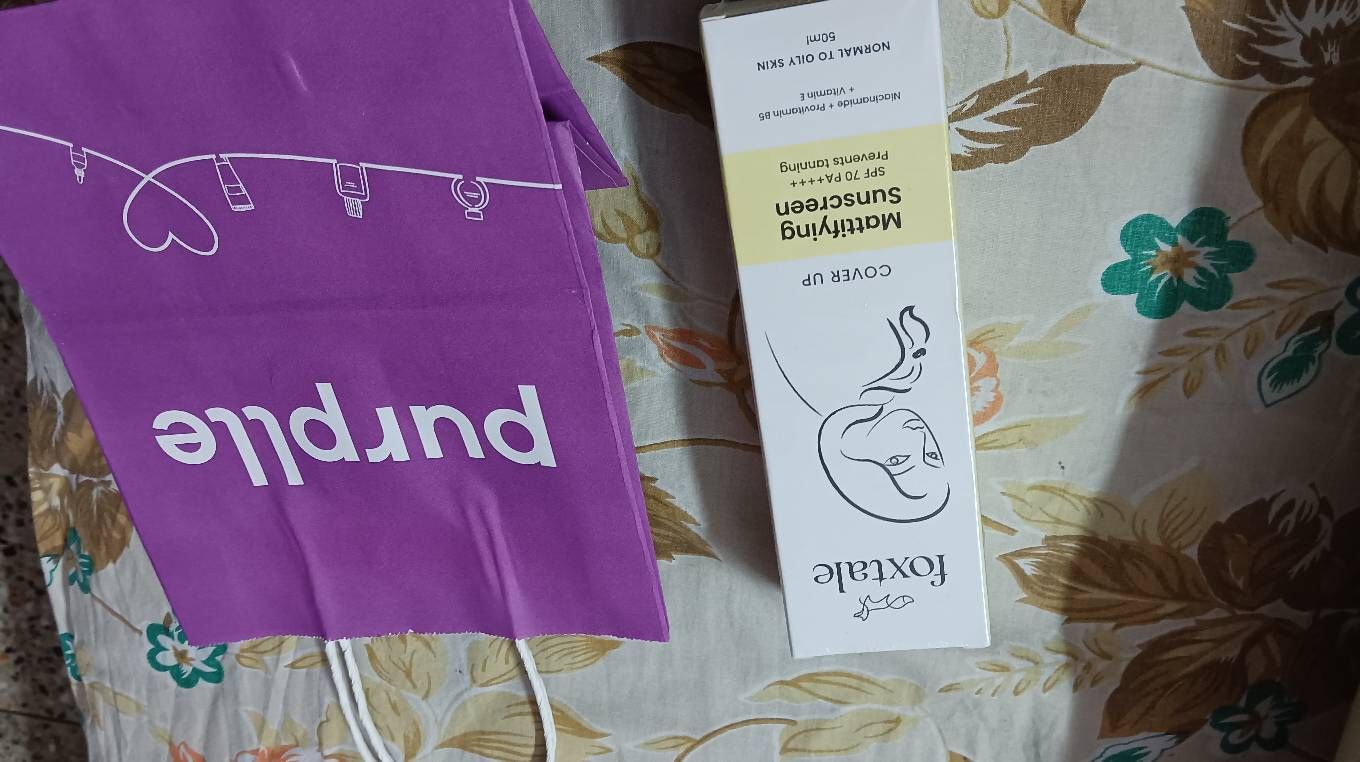 purplle
foxtale
COVER UP
Mattifying
Sunscreen
SPF 70 PA++++
Prevents tanning
Niacinamide + Provitamin B5
+ Vitamin E
NORMAL TO OILY SKIN
50ml